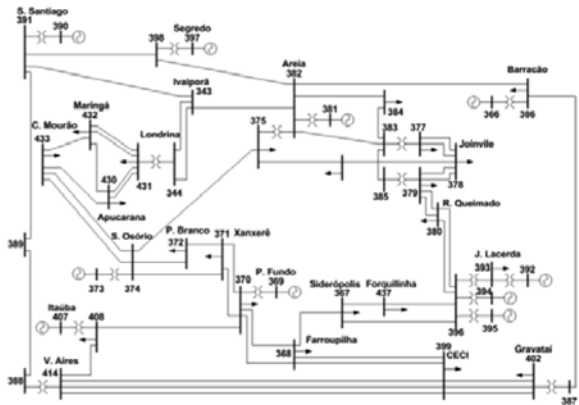 S. Santiago
391
390
Segredo
398
397
Areia
382
Barracão
366
386
Ivaiporã
343
375
381
384
Maringá
432
C. Mourão
433
Londrina
383
377
Joinvile
378
430
431
344
385
379
Apucarana
R. Queimado
380
S. Osório
P. Branco
372
371
Xanxerê
389
373
374
J. Lacerda
393
392
394
395
396
P. Fundo
370
369
Siderópolis
367
Forquilinha
437
Itaúba
407
408
Farroupilha
368
399
CECI
Gravataí
402
V. Aires
414
388
387